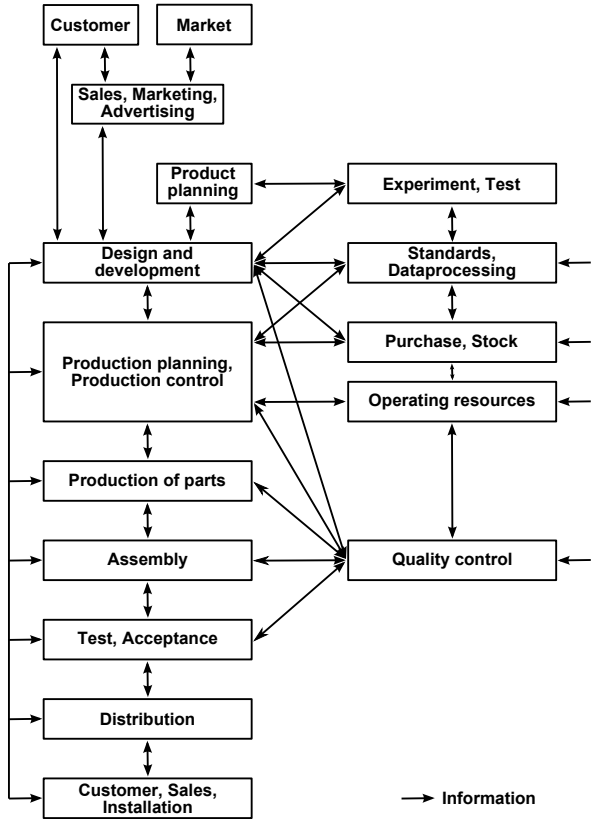 Customer
Market
Sales, Marketing,
Advertising
Product
planning
Experiment, Test
Design and
development
Standards,
Dataprocessing
Production planning,
Production control
Purchase, Stock
Operating resources
Production of parts
Assembly
Quality control
Test, Acceptance
Distribution
Customer, Sales,
Installation
Information